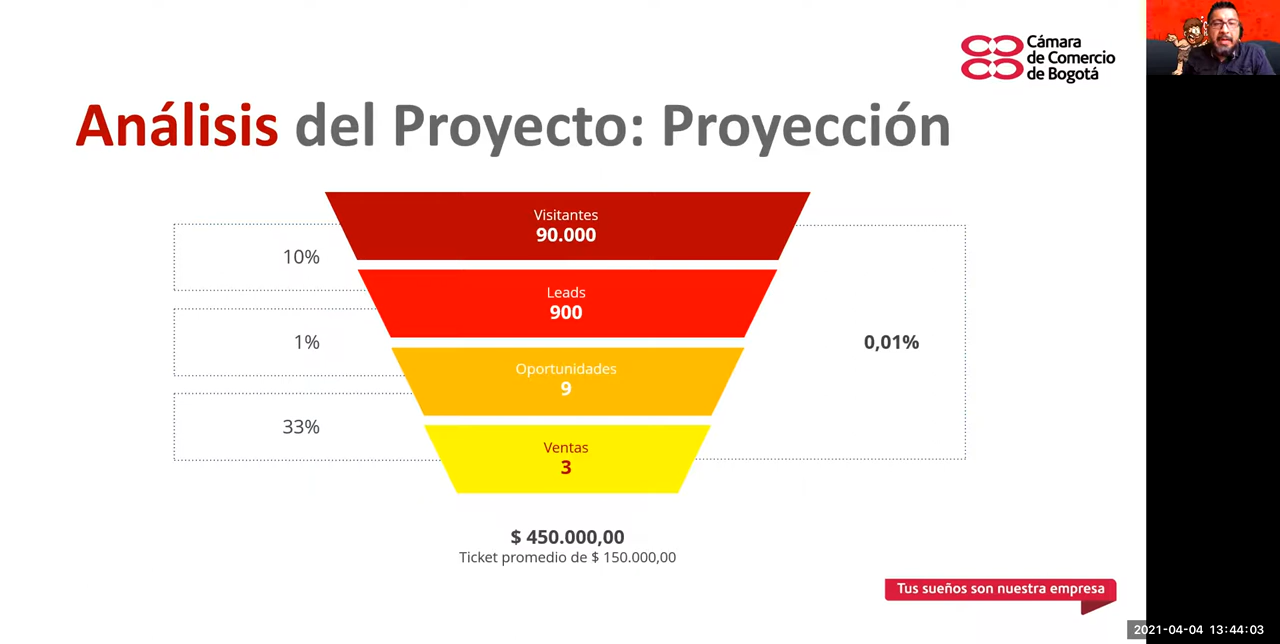 Cámara
de Comercio
de Bogotá
Análisis del Proyecto: Proyección
Visitantes
90.000
10%
Leads
900
1%
0,01%
Oportunidades
9
33%
Ventas
3
$ 450.000,00
Ticket promedio de $ 150.000,00
Tus sueños son nuestra empresa
2021-04-04 13:44:03